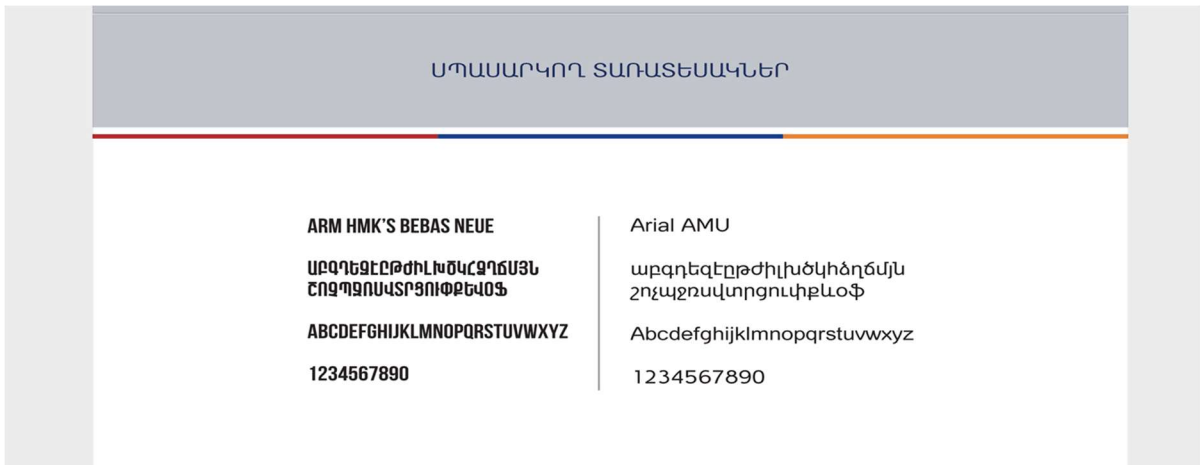 ՍՊԱՍԱՐԿՈՂ ՏԱՌԱՏԵՍԱԿՆԵՐ
ARM HMK'S BEBAS NEUE
ԱԲԳԴԵԶԷԸԹԺԻԼԽԾԿՀՁՂՃՄՅՆ
ՇՈՉՊՋՌՍՎՏՐՑՈՒՓՔԵՎՕՖ
ABCDEFGHIJKLMNOPQRSTUVWXYZ
1234567890
Arial AMU
աբգդեզէըթժիլխծկհձղճմյն
շոչպջռսվտրցուփքևօֆ
Abcdefghijklmnopqrstuvwxyz
1234567890